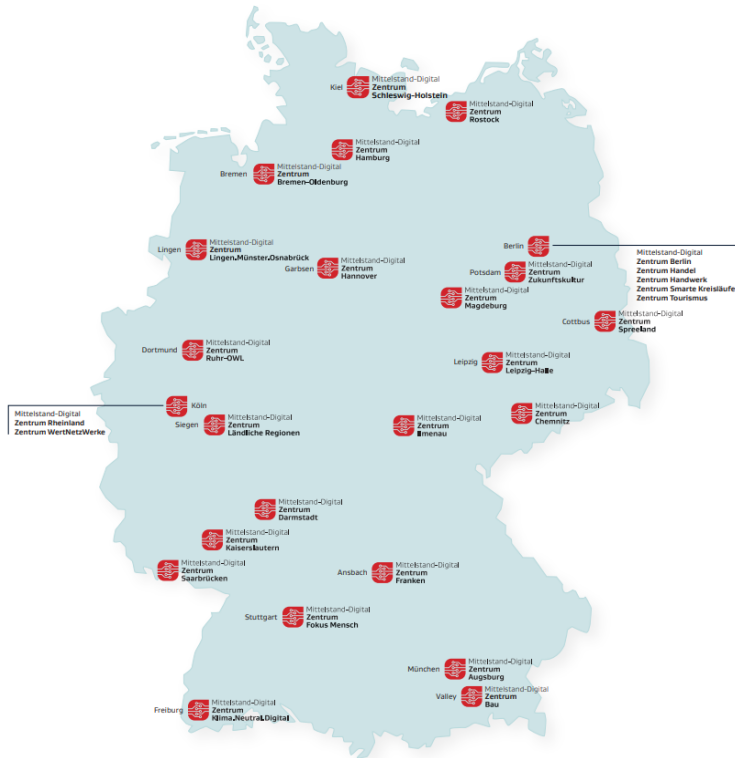 Kiel
Mittelstand-Digital
Zentrum
Schleswig-Holstein
Mittelstand-Digital
Zentrum
Rostock
Mittelstand-Digital
Zentrum
Hamburg
Bremen
Mittelstand-Digital
Zentrum
Bremen-Oldenburg
Lingen
Mittelstand-Digital
Zentrum
Lingen.Münster.Osnabrück
Garbsen
Mittelstand-Digital
Zentrum
Hannover
Berlin
Mittelstand-Digital
Zentrum Berlin
Zentrum Handel
Zentrum Handwerk
Zentrum Smarte Kreisläufe
Zentrum Tourismus
Potsdam
Mittelstand-Digital
Zentrum
Zukunftskultur
Mittelstand-Digital
Zentrum
Magdeburg
Cottbus
Mittelstand-Digital
Zentrum
Spreeland
Dortmund
Mittelstand-Digital
Zentrum
Ruhr-OWL
Leipzig
Mittelstand-Digital
Zentrum
Leipzig-Halle
Köln
Mittelstand-Digital
Zentrum Rheinland
Zentrum WertNetzWerke
Siegen
Mittelstand-Digital
Zentrum
Ländliche Regionen
Mittelstand-Digital
Zentrum
Ilmenau
Mittelstand-Digital
Zentrum
Chemnitz
Mittelstand-Digital
Zentrum
Darmstadt
Mittelstand-Digital
Zentrum
Kaiserslautern
Mittelstand-Digital
Zentrum
Saarbrücken
Ansbach
Mittelstand-Digital
Zentrum
Franken
Stuttgart
Mittelstand-Digital
Zentrum
Fokus Mensch
München
Mittelstand-Digital
Zentrum
Augsburg
Valley
Mittelstand-Digital
Zentrum
Bau
Freiburg
Mittelstand-Digital
Zentrum
Klima.Neutral.Digital